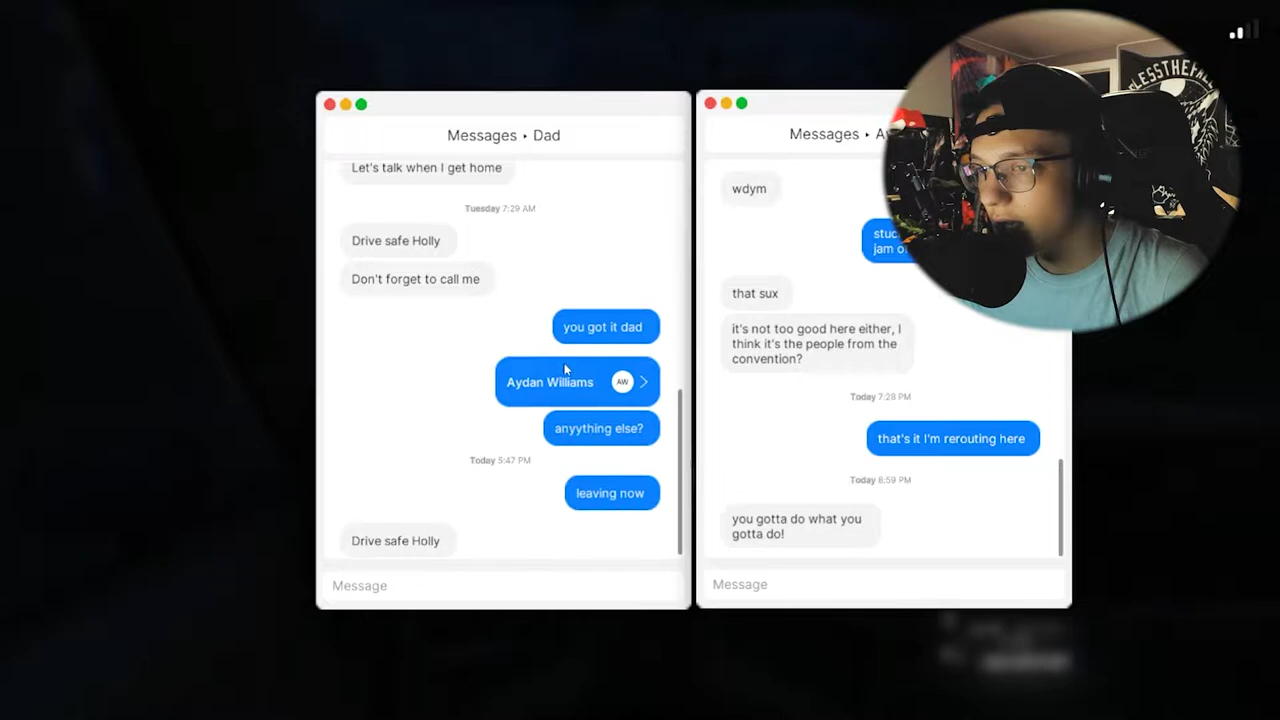 Messages • Dad
Let's talk when I get home
Tuesday 7:29 AM
Drive safe Holly
Don't forget to call me
you got it dad
Aydan Williams AW
anyything else?
Today 5:47 PM
leaving now
Drive safe Holly
Message
Messages •
wdym
jam
that sux
it's not too good here either, I
think it's the people from the
convention?
Today 7:28 PM
that's it I'm rerouting here
Today 8:59 PM
you gotta do what you
gotta do!
Message